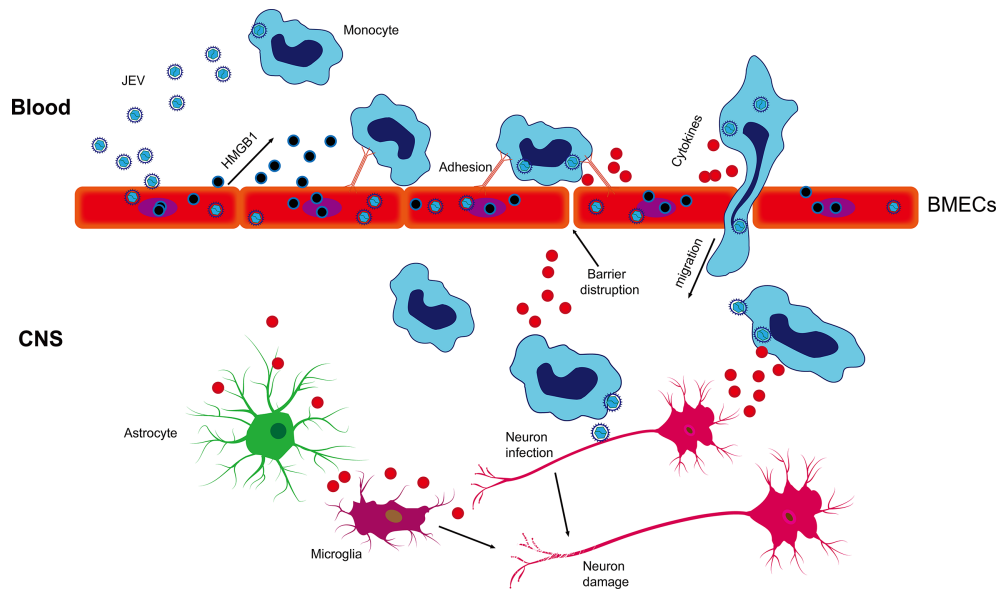 Monocyte
JEV
Blood
HMGB1
Cytokines
Adhesion
BMECs
migration
Barrier
distruption
CNS
Astrocyte
Neuron
infection
Microglia
Neuron
damage